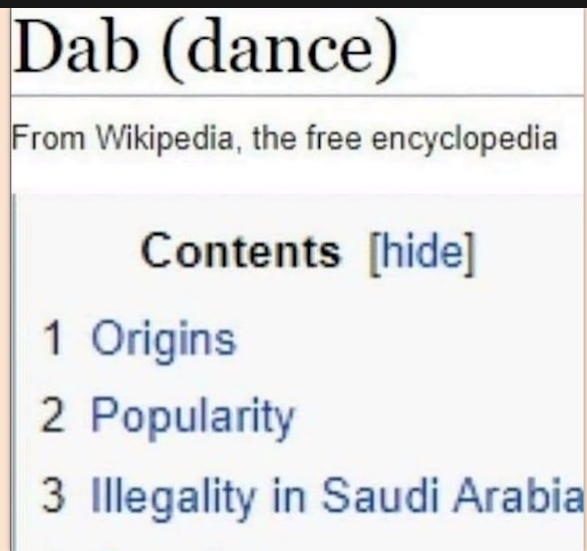 Dab (dance)
From Wikipedia, the free encyclopedia
Contents [hide]
1 Origins
2 Popularity
3 Illegality in Saudi Arabia